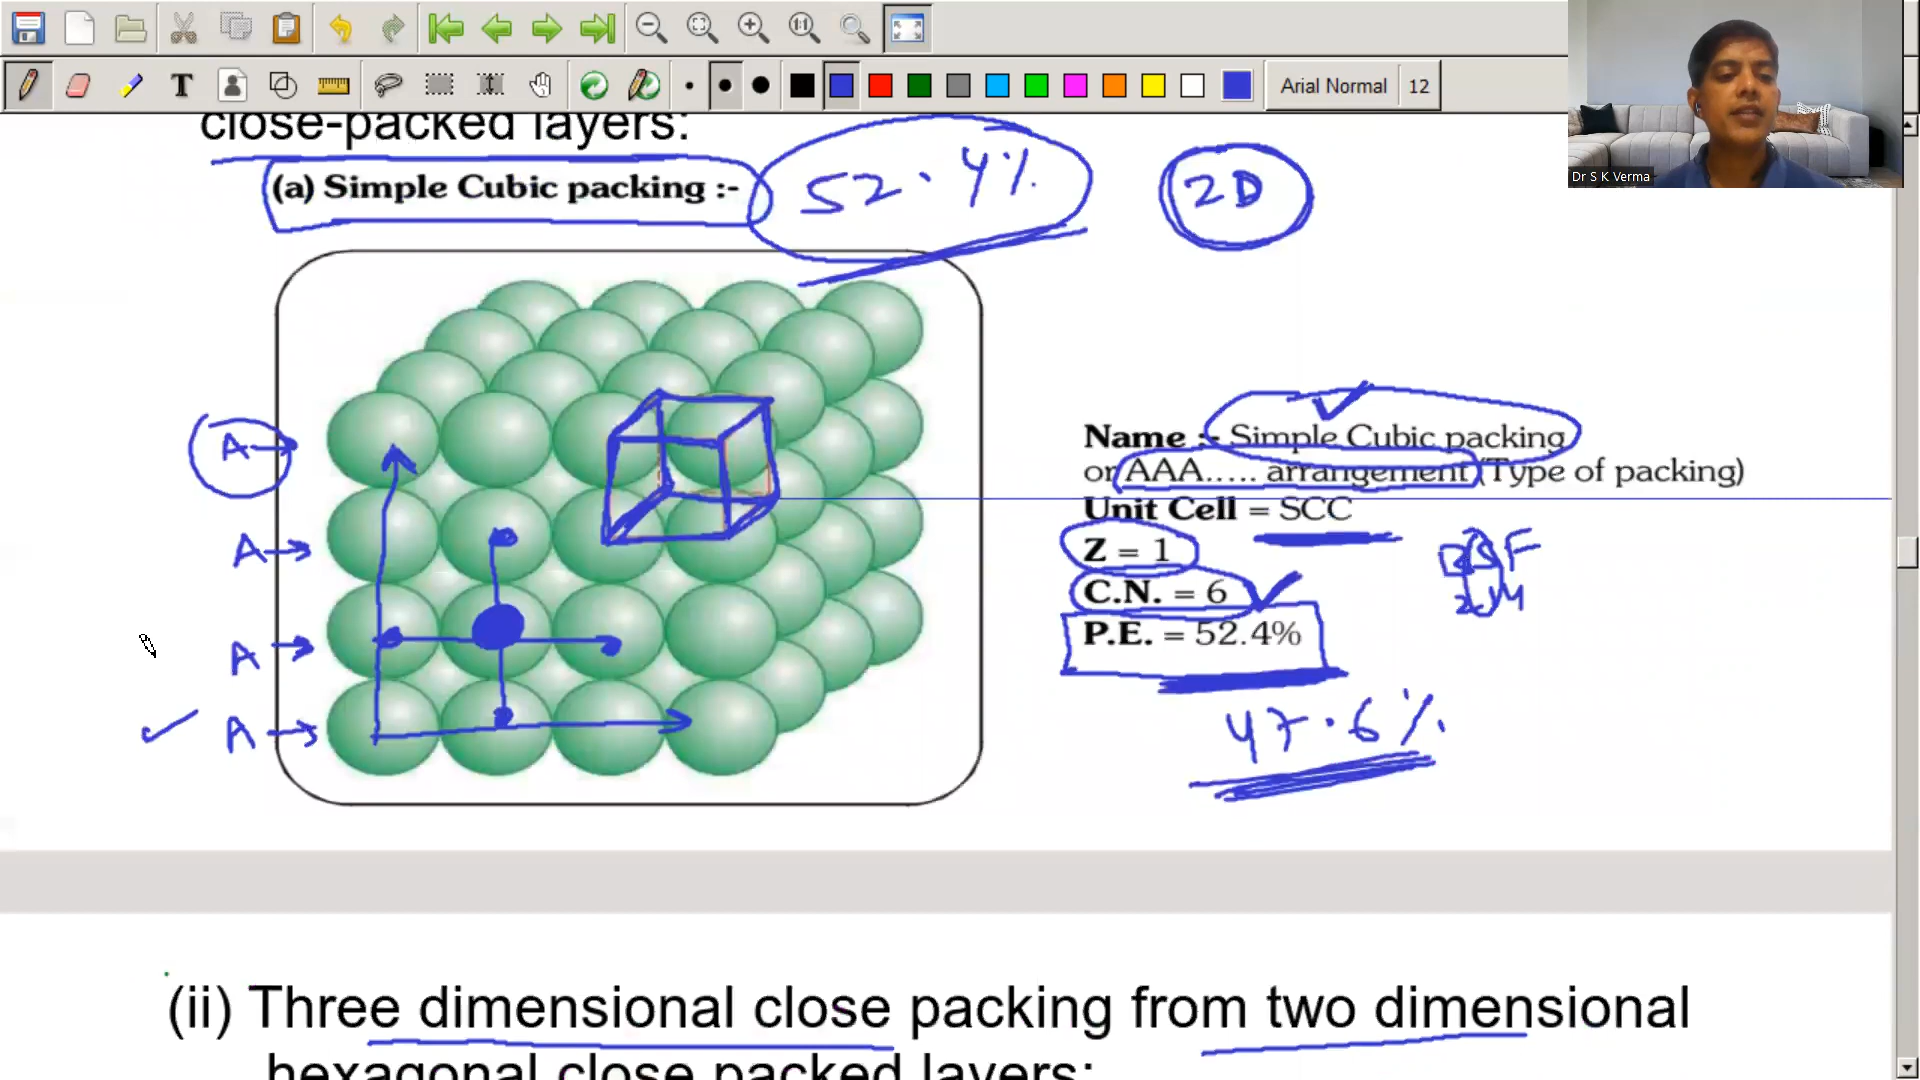 T
1:1
Arial Normal 12
Dr S K Verma
close-packed layers:
(a) Simple Cubic packing :-
52.4%
2D
A
A
A
A
Name :- Simple Cubic packing
or AAA..... arrangement (Type of packing)
Unit Cell = SCC
Z = 1
C.N. = 6
P.E. = 52.4%
47.6%
(ii) Three dimensional close packing from two dimensional
hexagonal close packed layers: